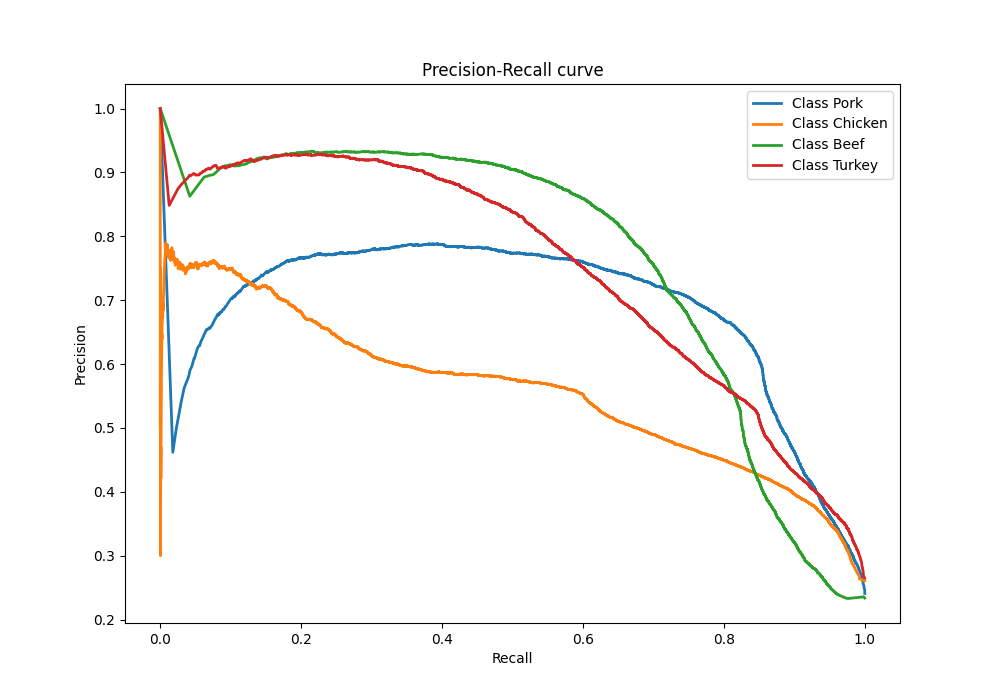 Precision-Recall curve
Class Pork
Class Chicken
Class Beef
Class Turkey
Precision
1.0
0.9
0.8
0.7
0.6
0.5
0.4
0.3
0.2
0.0 0.2 0.4 0.6 0.8 1.0
Recall